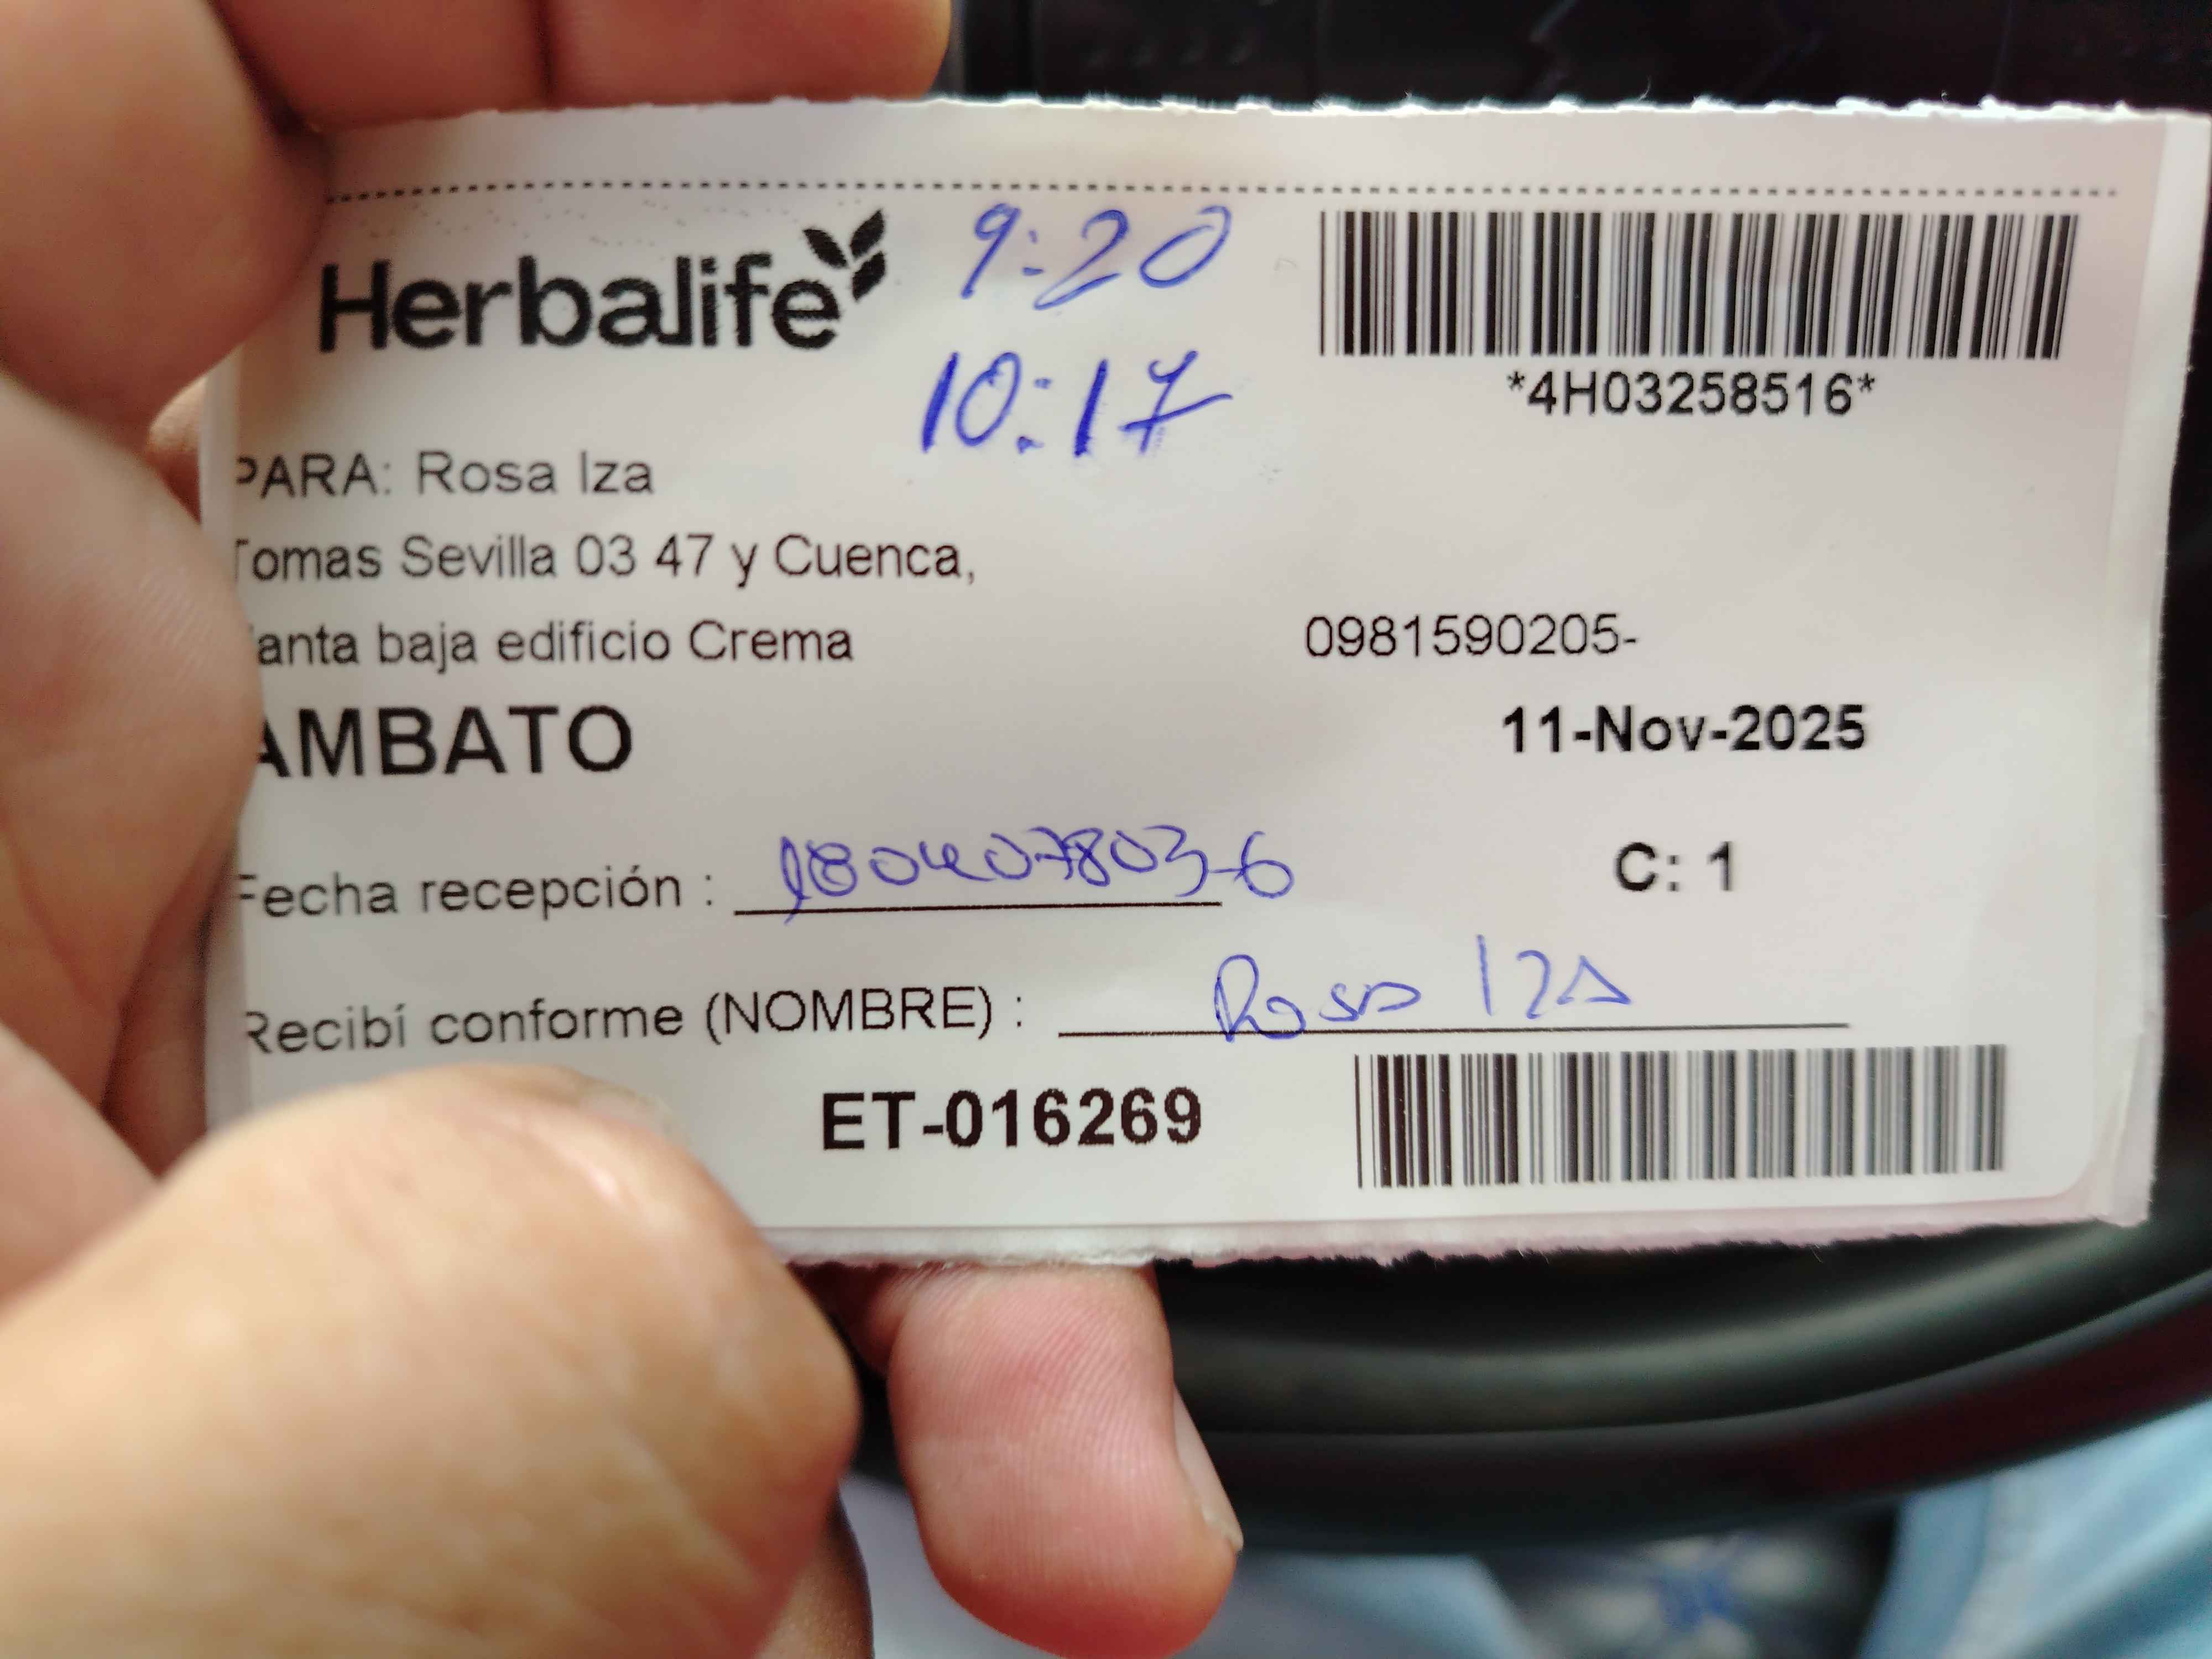 Herbalife
9:20
10:17
*4H03258516*
PARA: Rosa Iza
Tomas Sevilla 03 47 y Cuenca,
lanta baja edificio Crema
0981590205-
AMBATO
11-Nov-2025
Fecha recepción : 180407803-6
C: 1
Recibí conforme (NOMBRE) : Rosa Iza
ET-016269